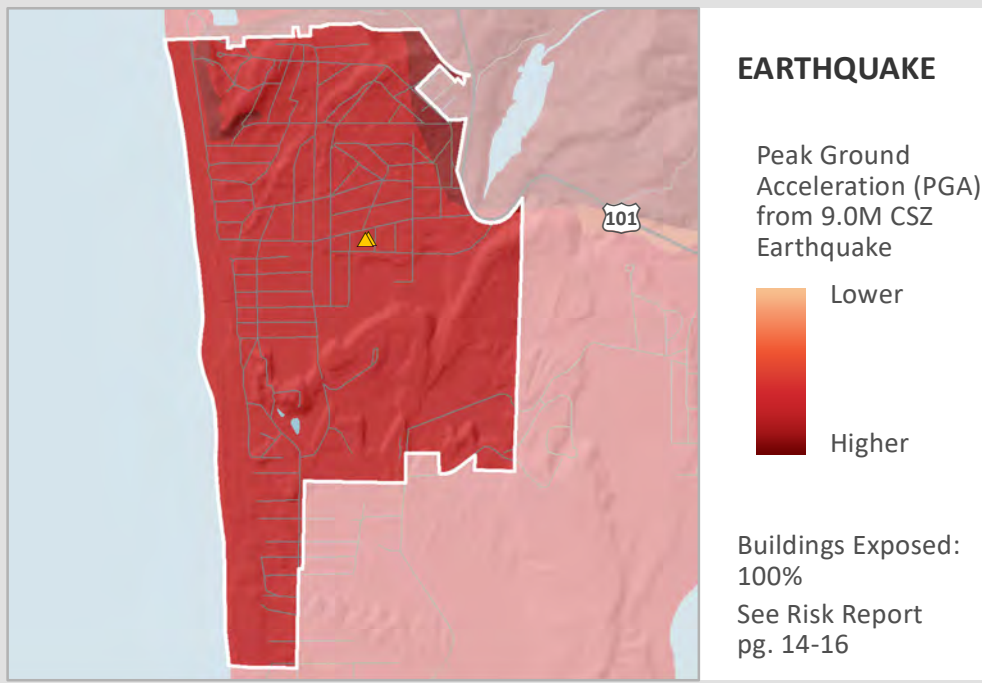 101
EARTHQUAKE
Peak Ground
Acceleration (PGA)
from 9.0M CSZ
Earthquake
Lower
Higher
Buildings Exposed:
100%
See Risk Report
pg. 14-16